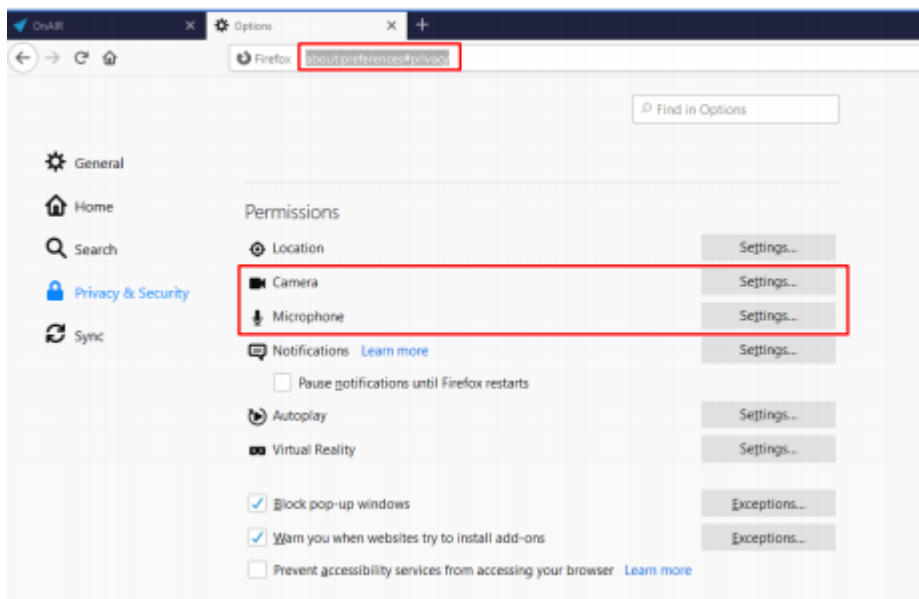 OnAIR
Options
Firefox about:preferences#privacy
Find in Options
General
Home
Search
Privacy & Security
Sync
Permissions
Location Settings...
Camera Settings...
Microphone Settings...
Notifications Learn more Settings...
Pause notifications until Firefox restarts
Autoplay Settings...
Virtual Reality Settings...
Block pop-up windows Exceptions...
Warn you when websites try to install add-ons Exceptions...
Prevent accessibility services from accessing your browser Learn more